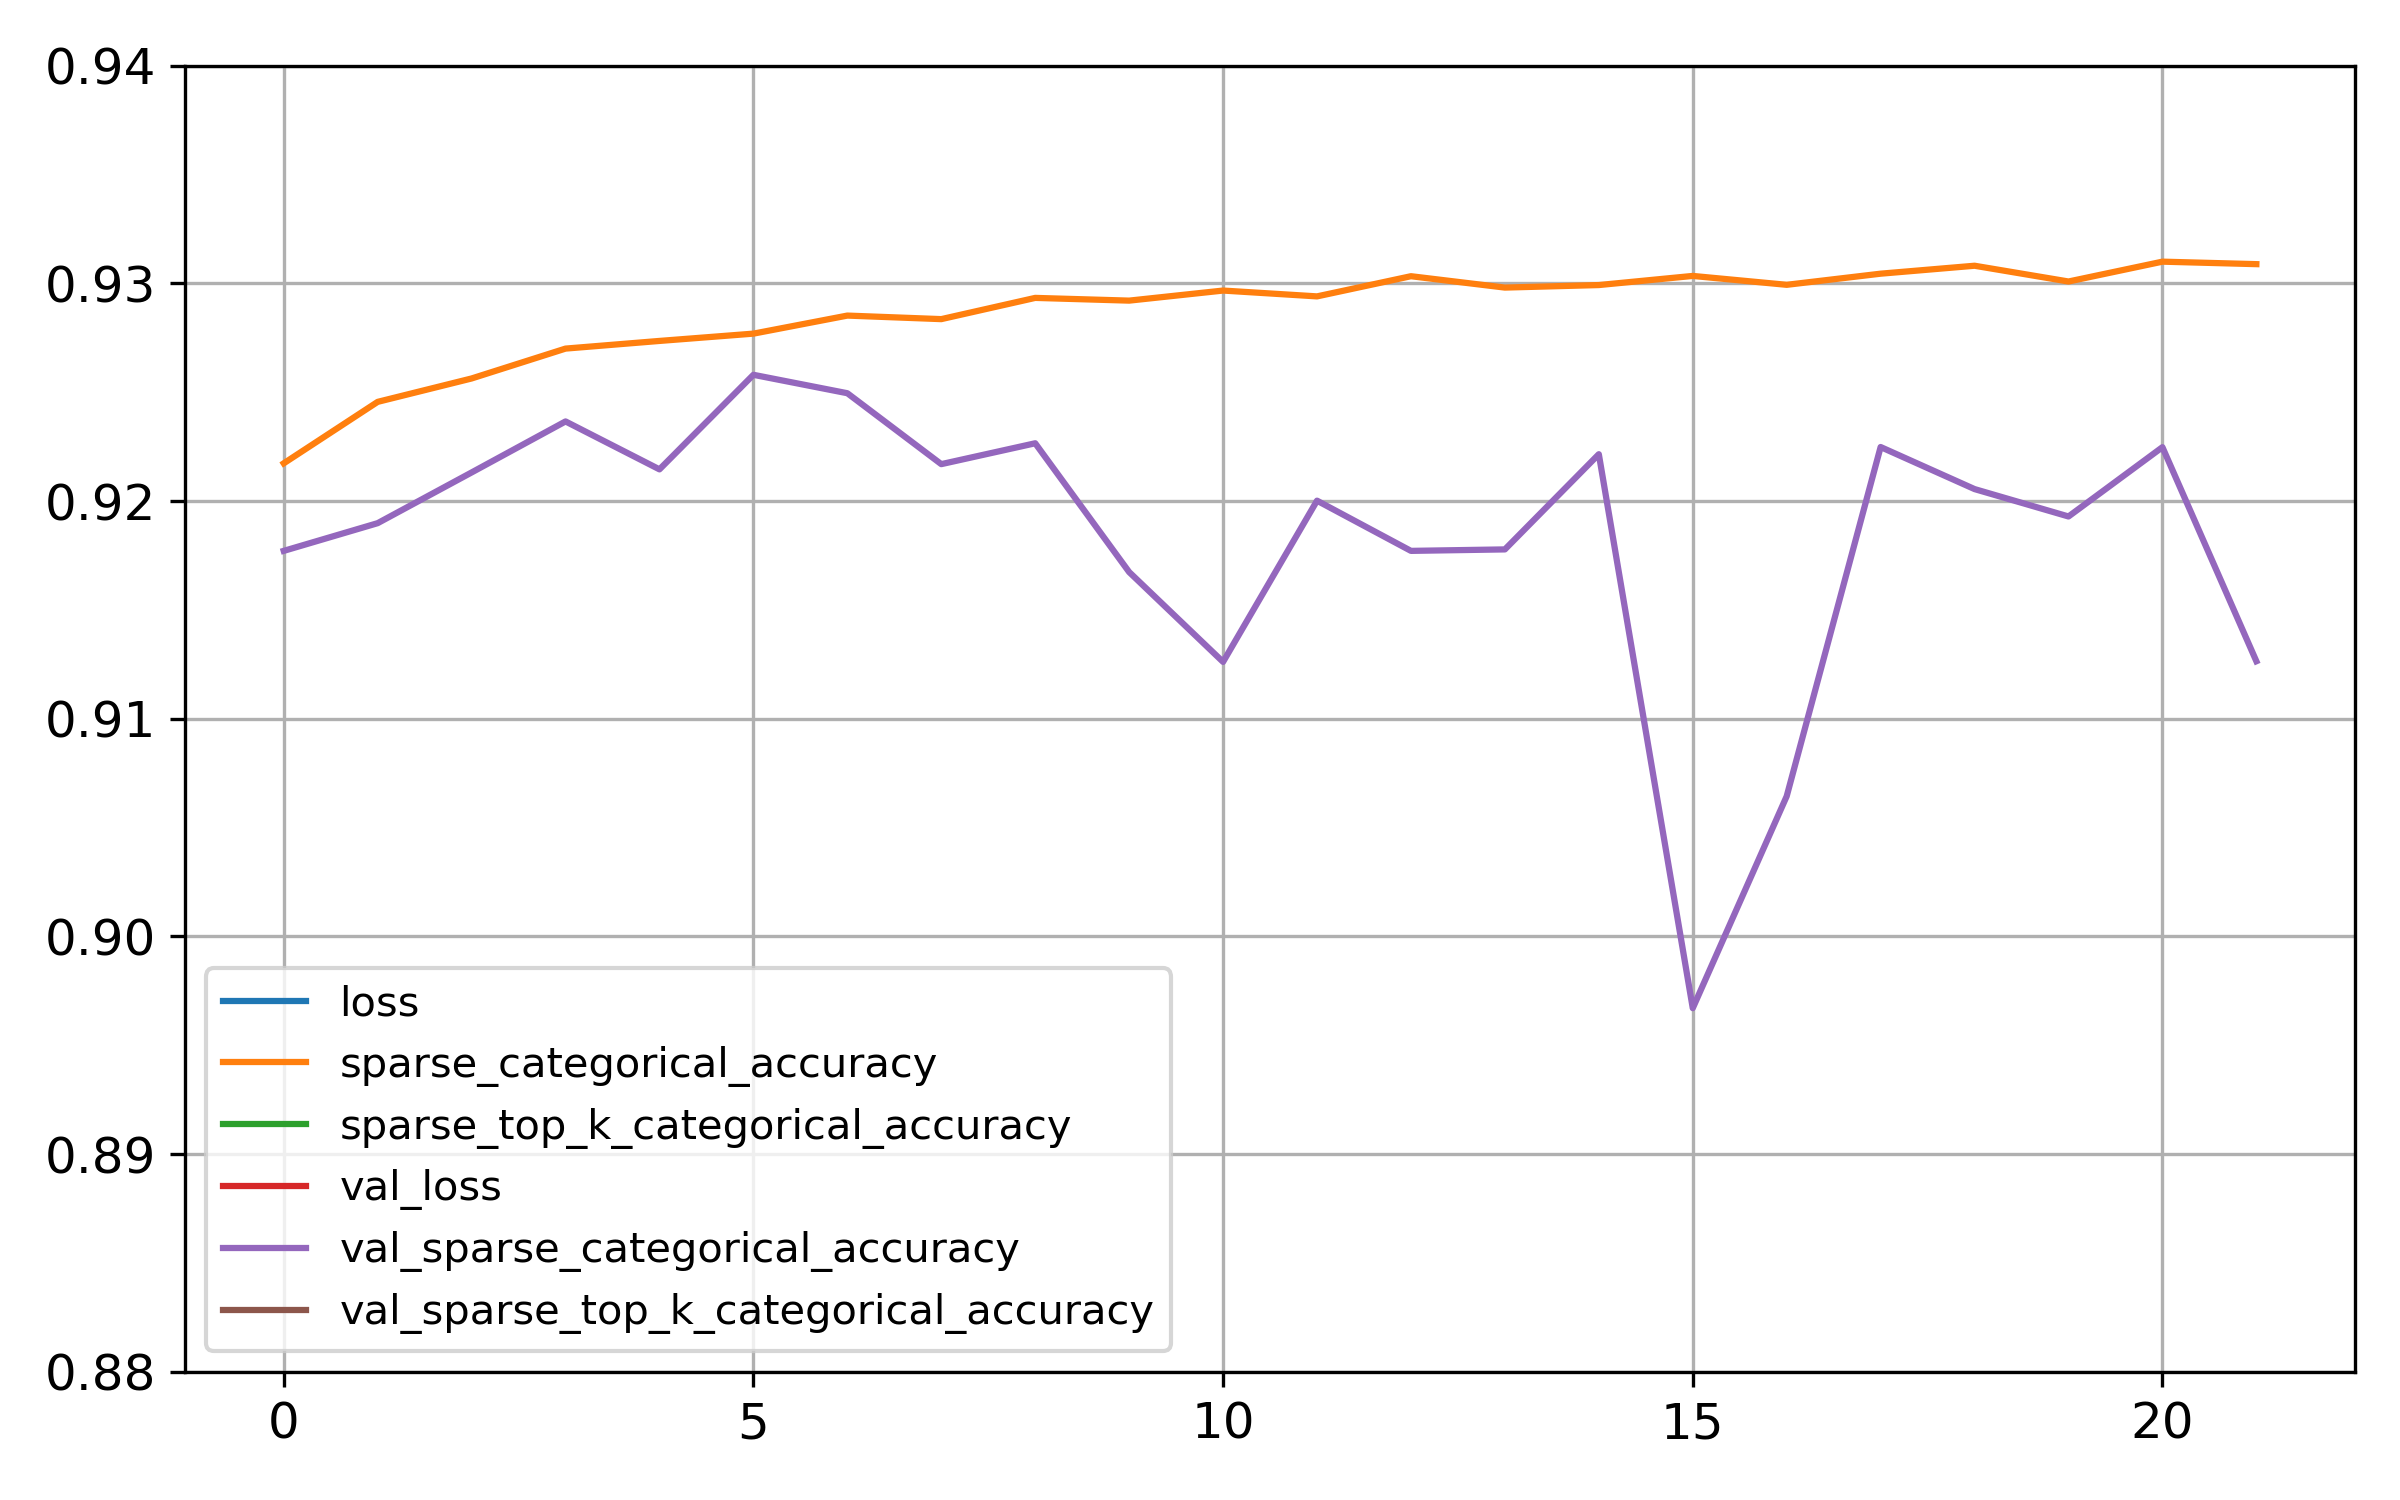 0.94
0.93
0.92
0.91
0.90
0.89
0.88
loss
sparse_categorical_accuracy
sparse_top_k_categorical_accuracy
val_loss
val_sparse_categorical_accuracy
val_sparse_top_k_categorical_accuracy
0 5 10 15 20